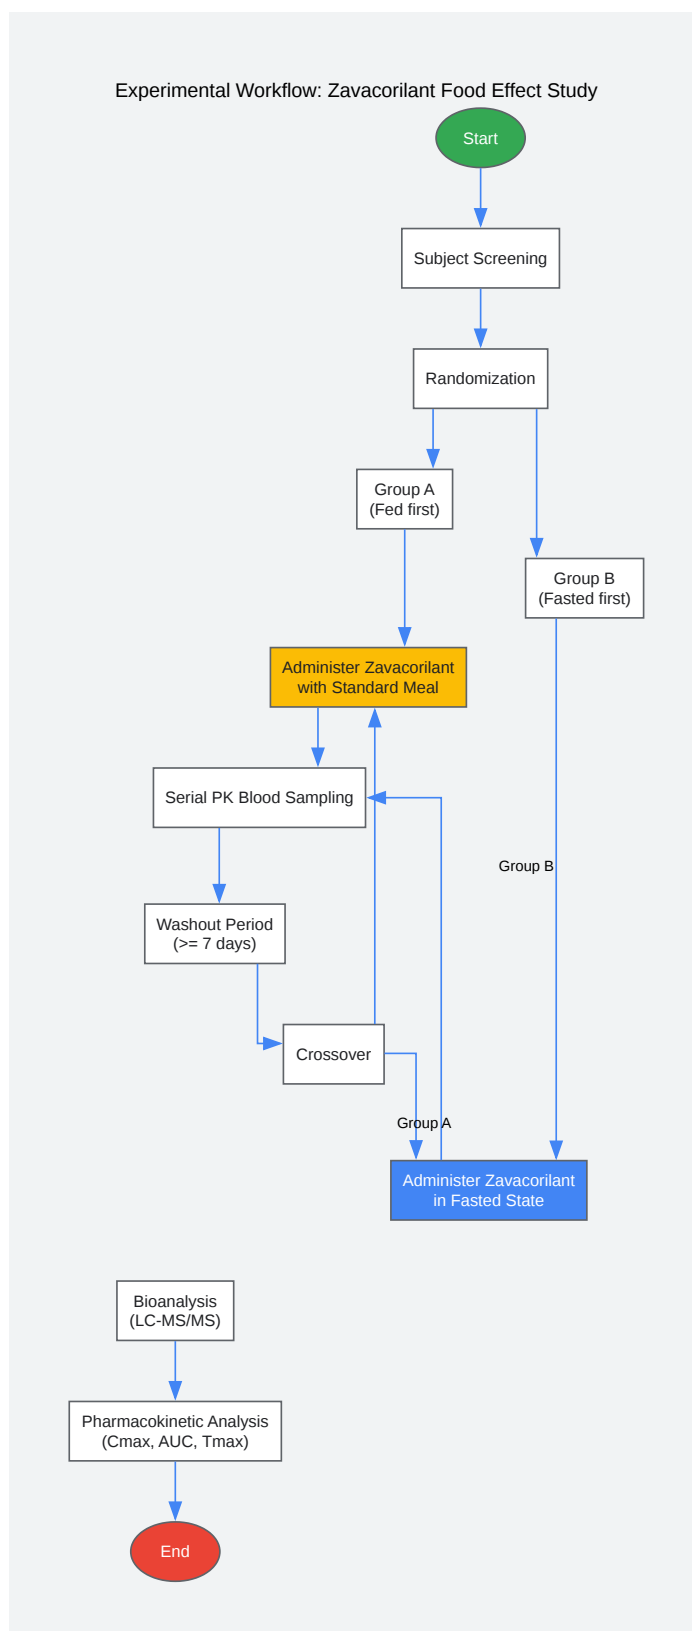 Experimental Workflow: Zavacorilant Food Effect Study
Start
Subject Screening
Randomization
Group A
(Fed first)
Group B
(Fasted first)
Administer Zavacorilant
with Standard Meal
Serial PK Blood Sampling
Group B
Washout Period
(>= 7 days)
Crossover
Group A
Administer Zavacorilant
in Fasted State
Bioanalysis
(LC-MS/MS)
Pharmacokinetic Analysis
(Cmax, AUC, Tmax)
End